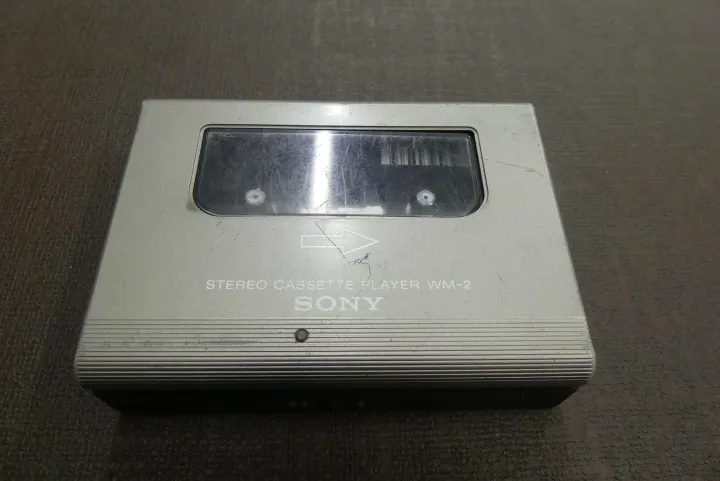 STEREO CASSETTE PLAYER WM-2
SONY